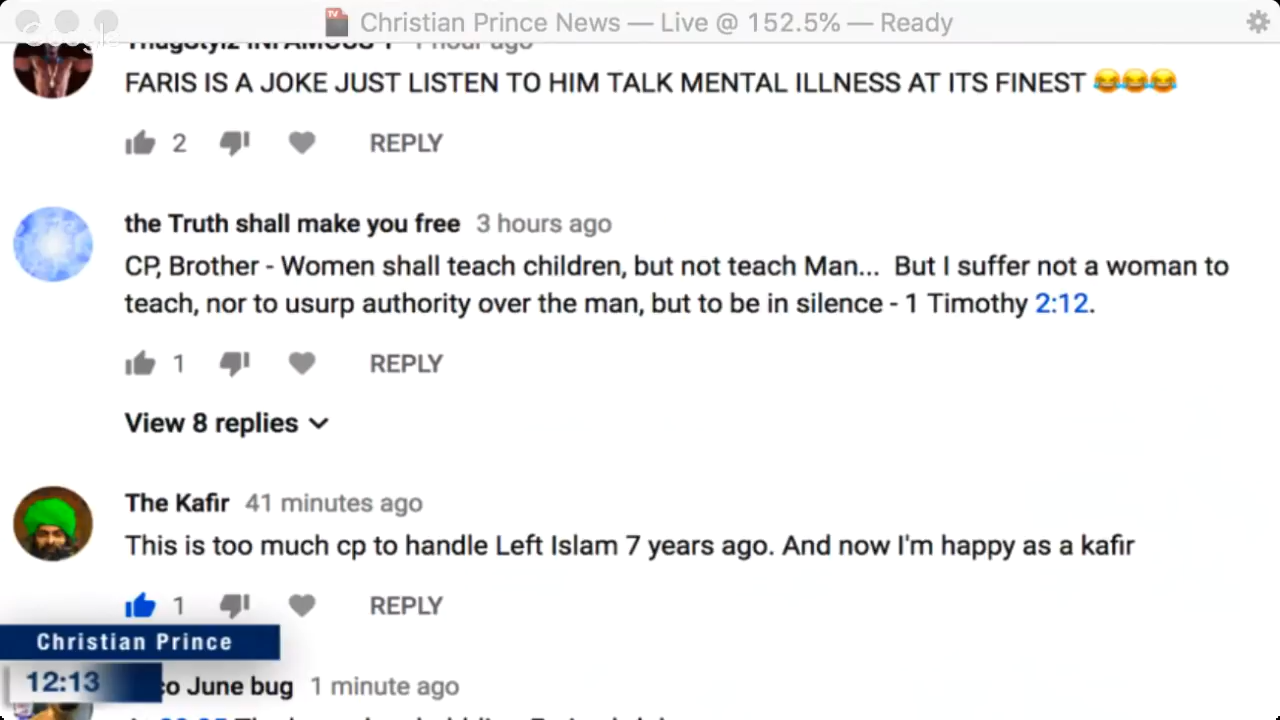 Christian Prince News — Live @ 152.5% — Ready
Google
1 hour ago
FARIS IS A JOKE JUST LISTEN TO HIM TALK MENTAL ILLNESS AT ITS FINEST 😂😂😂
2 REPLY
the Truth shall make you free 3 hours ago
CP, Brother - Women shall teach children, but not teach Man... But I suffer not a woman to
teach, nor to usurp authority over the man, but to be in silence - 1 Timothy 2:12.
1 REPLY
View 8 replies
The Kafir 41 minutes ago
This is too much cp to handle Left Islam 7 years ago. And now I'm happy as a kafir
1 REPLY
Christian Prince
12:13
June bug 1 minute ago